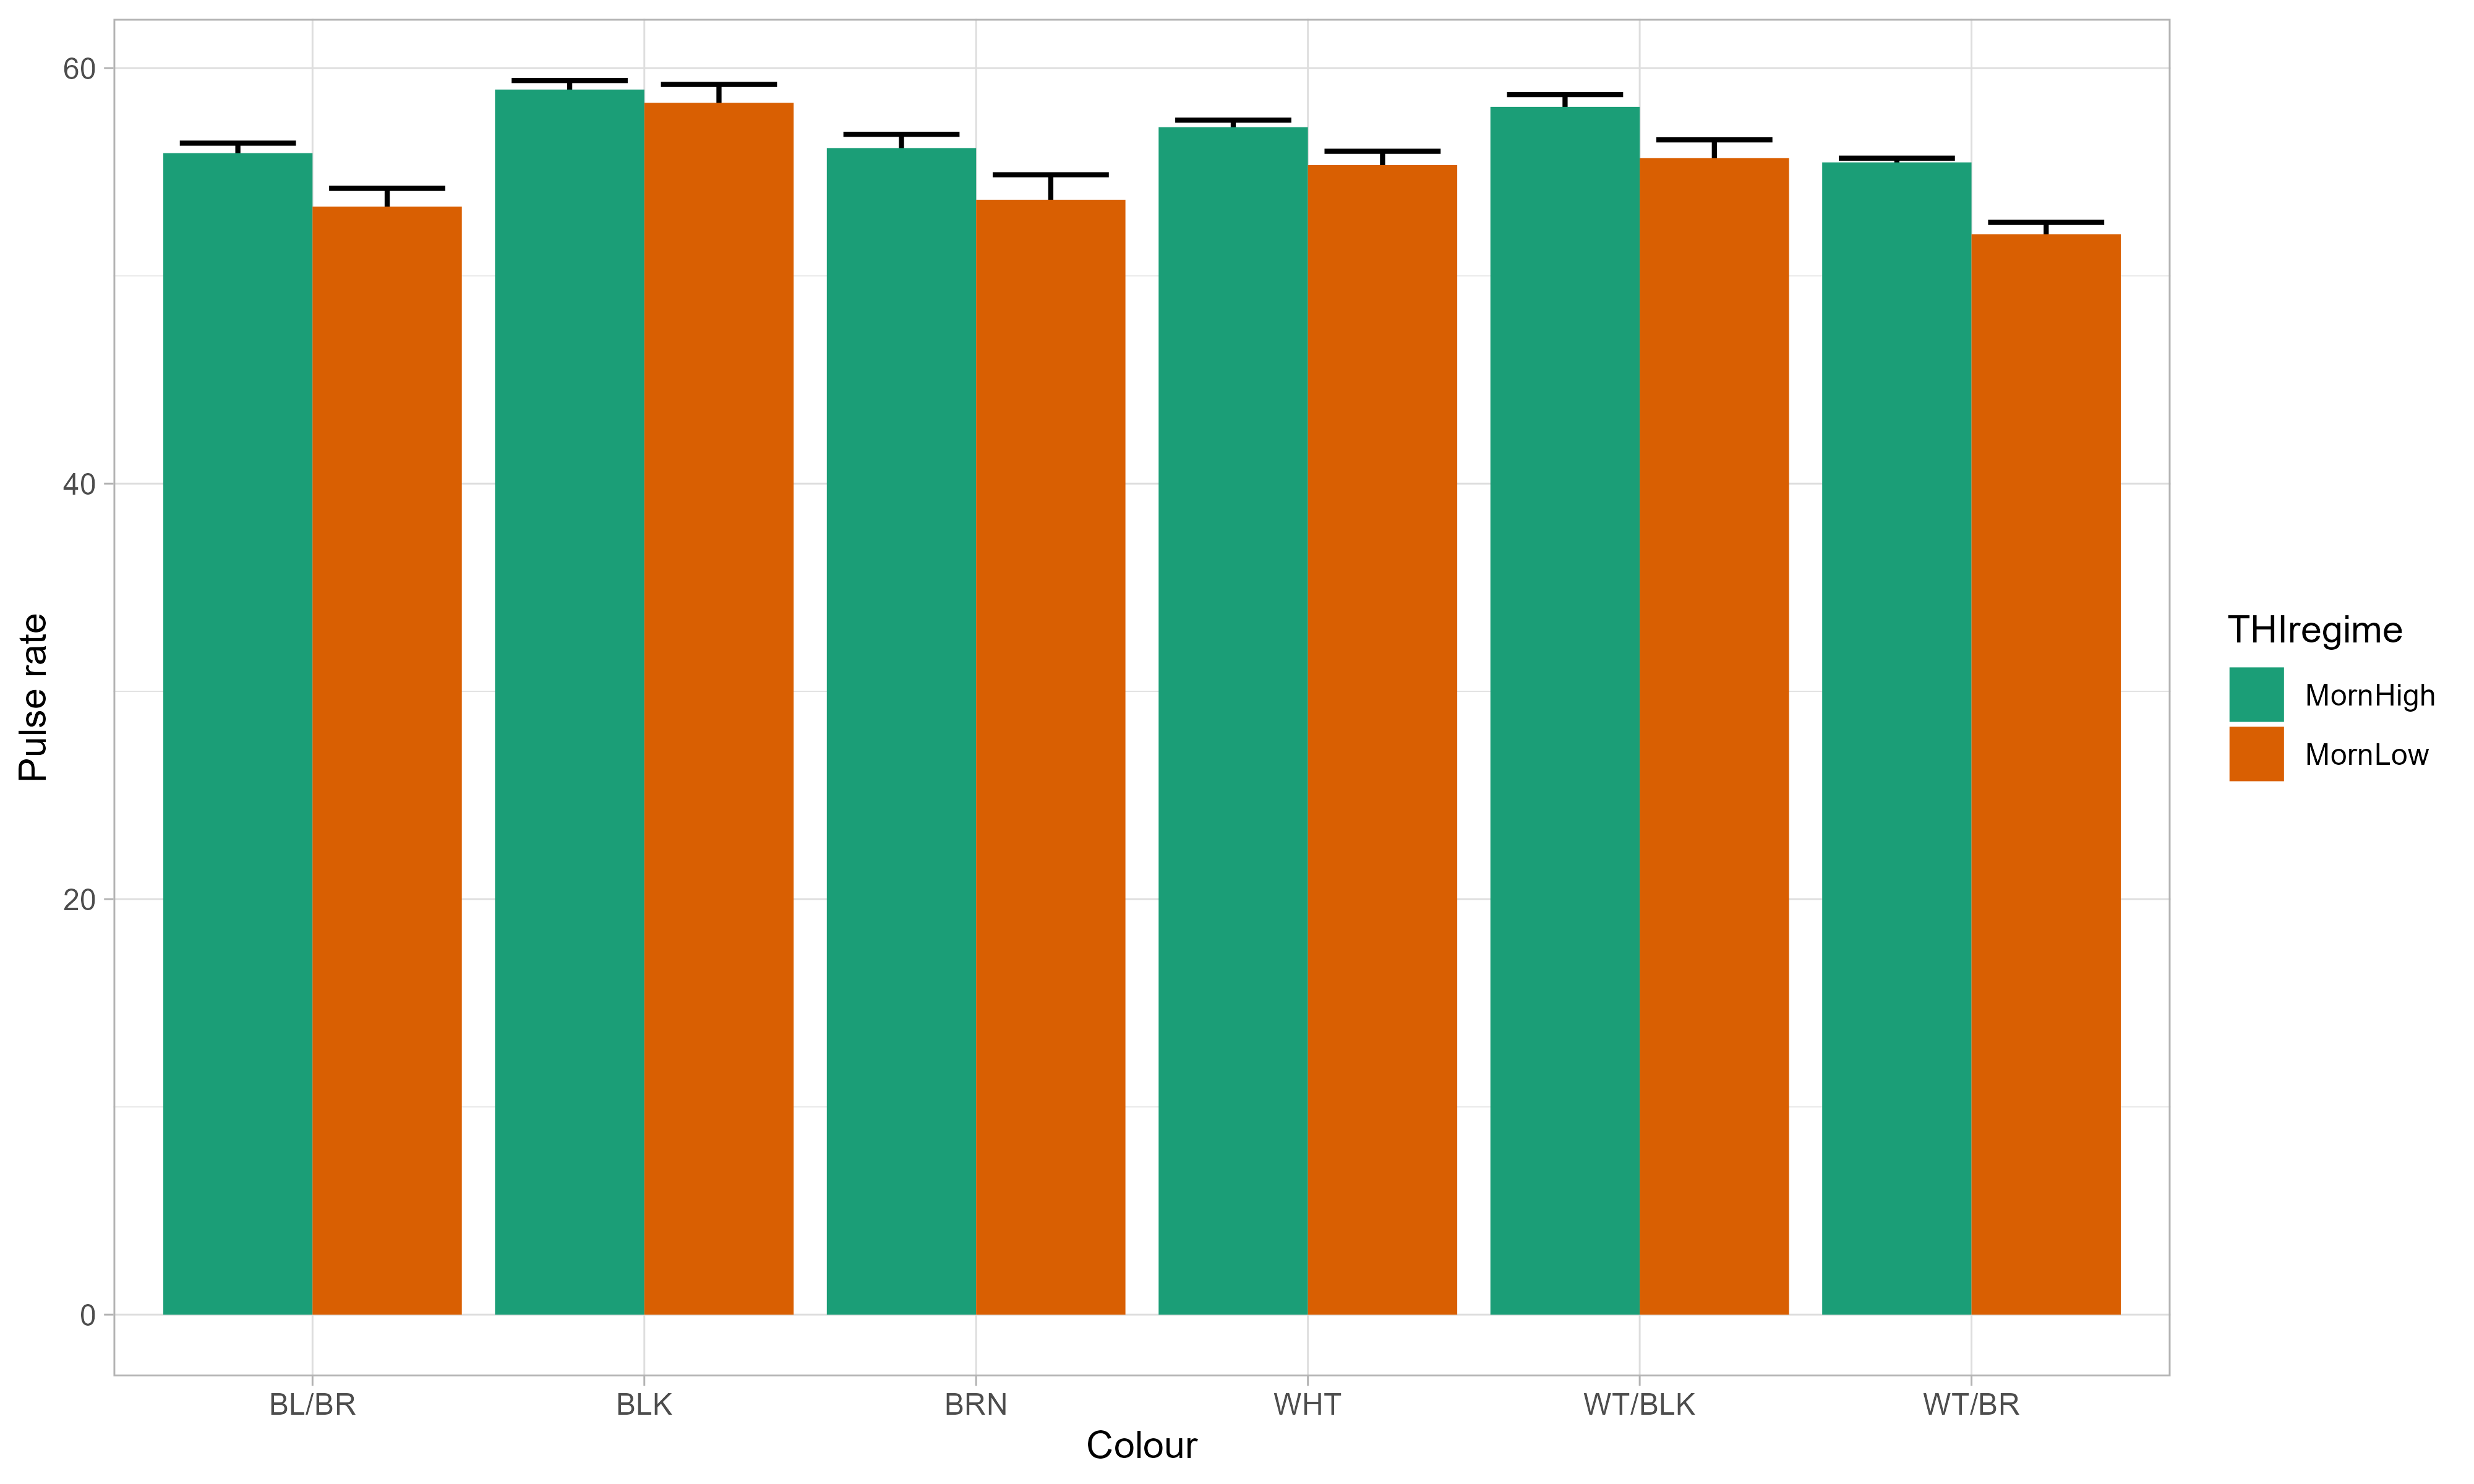 60
40
20
0
Pulse rate
BL/BR
BLK
BRN
WHT
WT/BLK
WT/BR
Colour
THIregime
MornHigh
MornLow